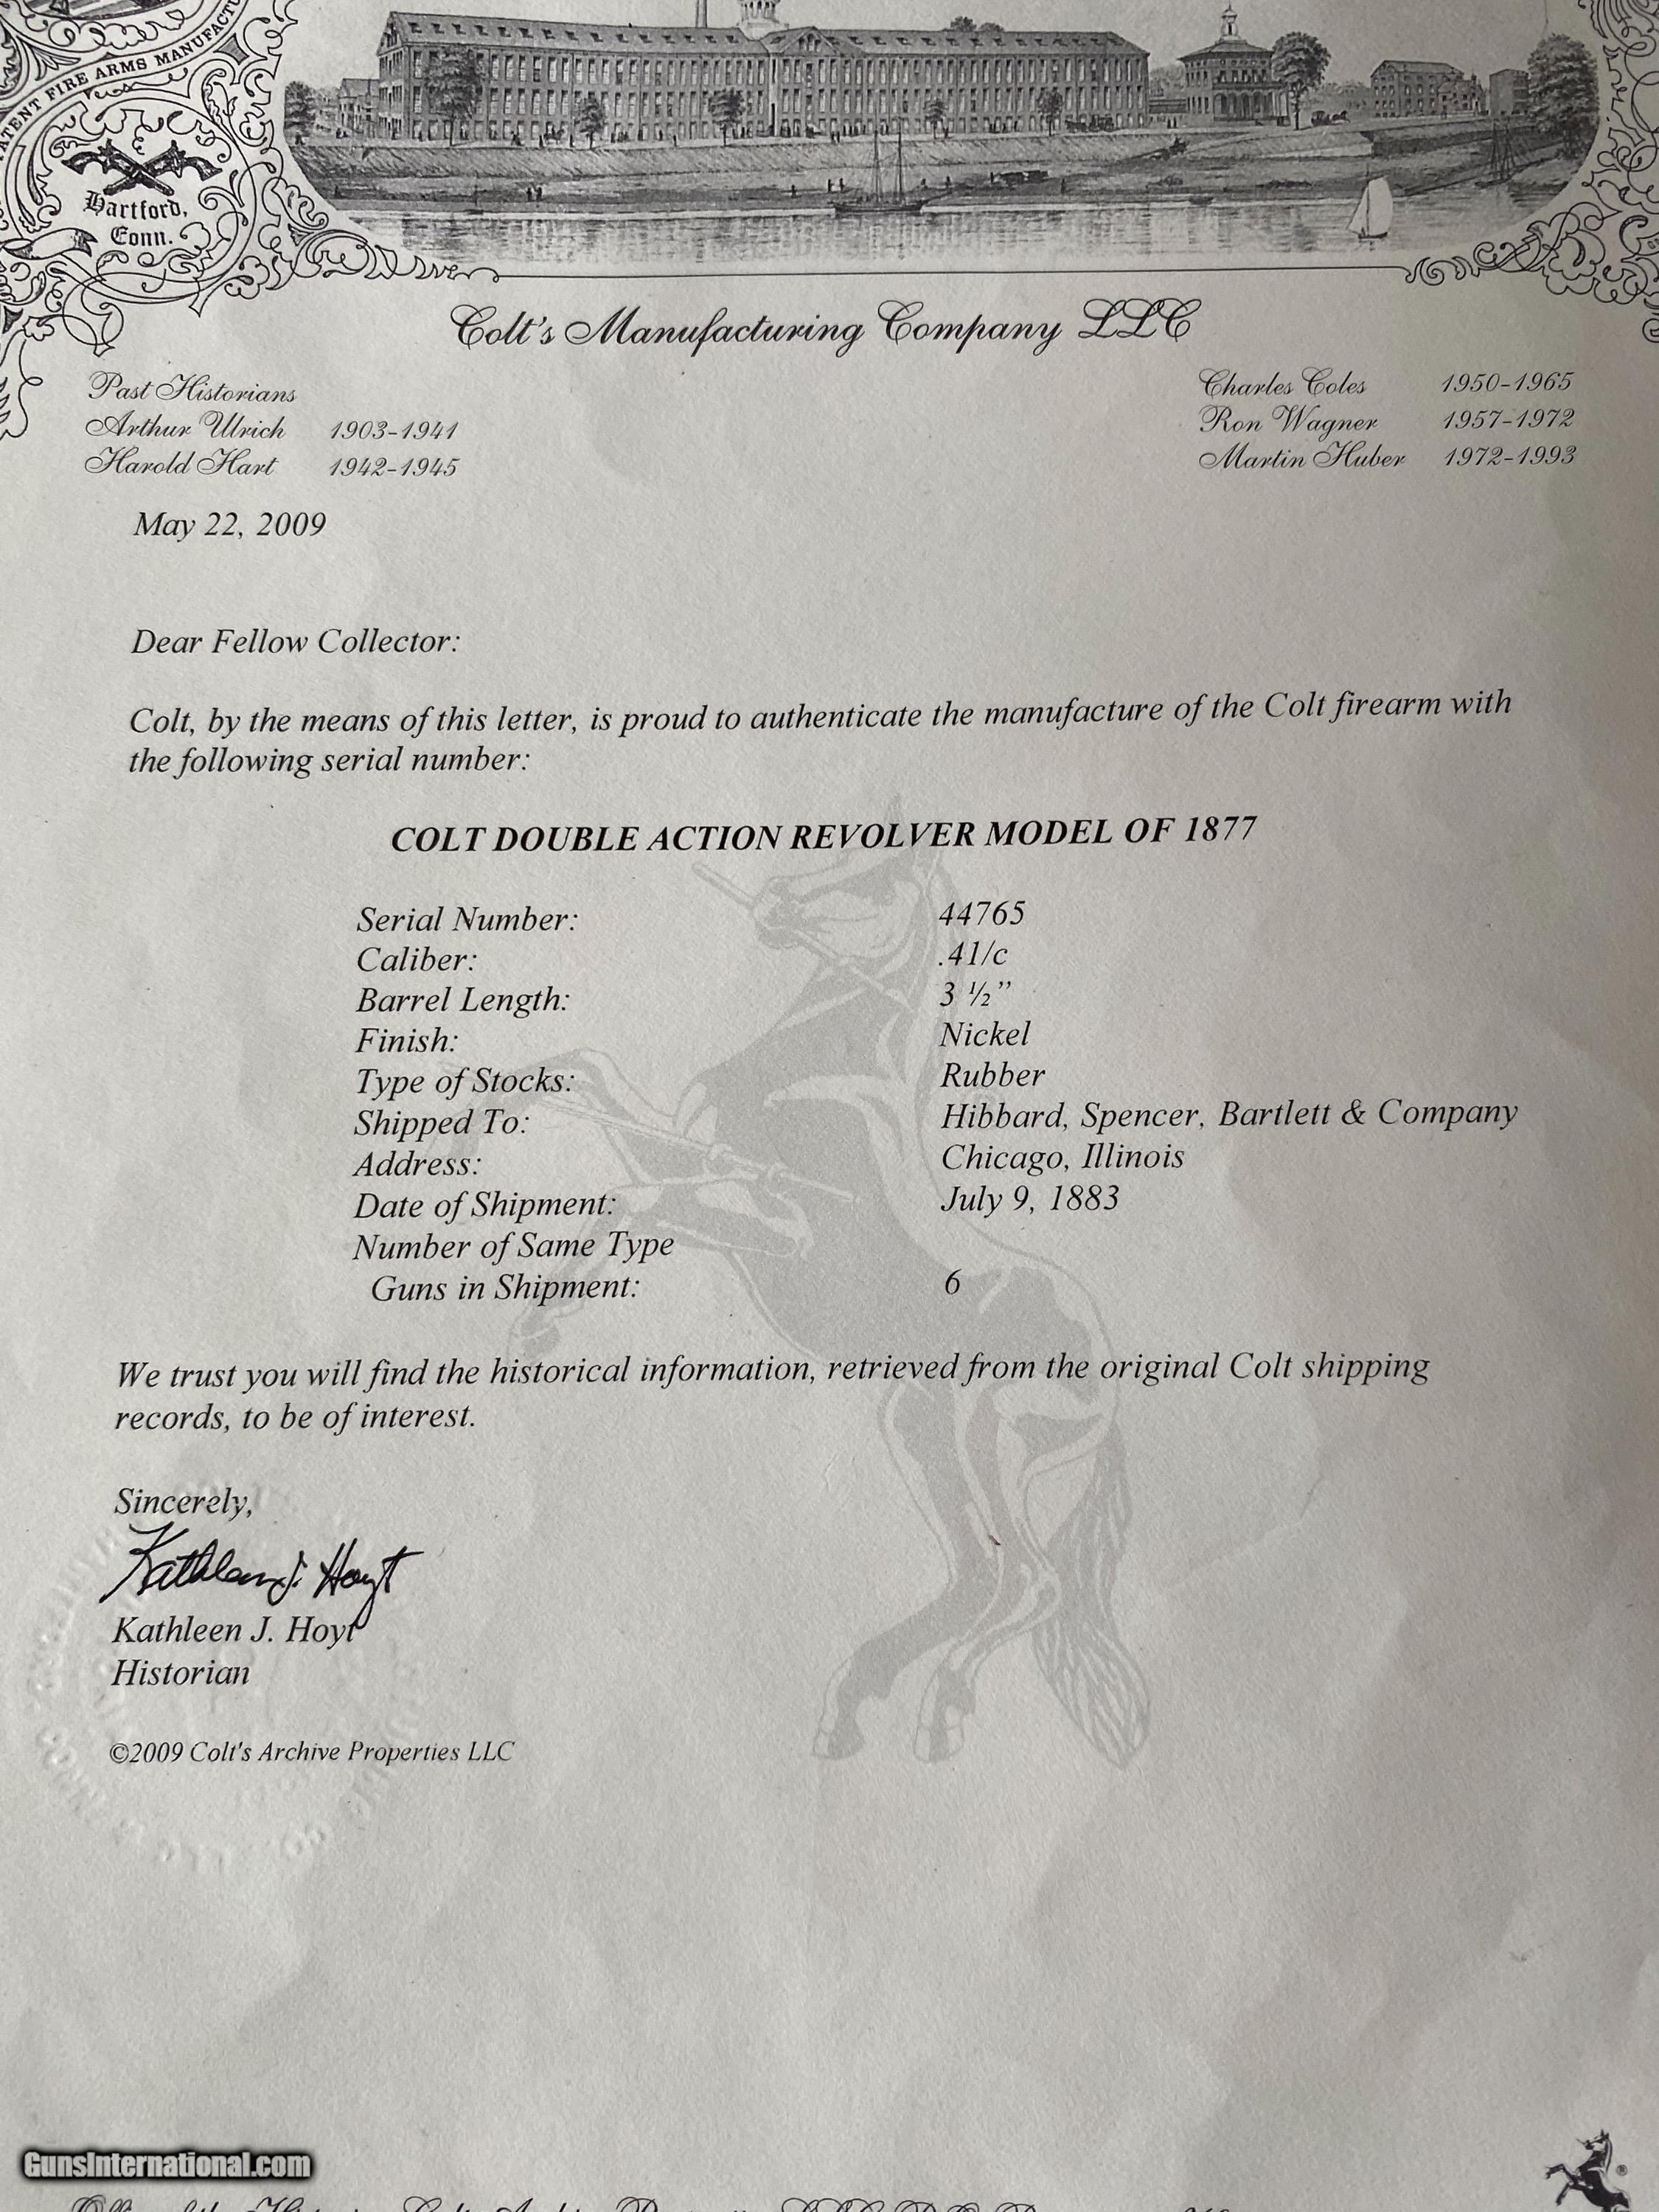 PATENT FIRE ARMS MANUFACTU
Hartford,
Conn.
Colt's Manufacturing Company LLC
Past Historians
Arthur Ulrich 1903-1941
Harold Hart 1942-1945
Charles Coles 1950-1965
Ron Wagner 1957-1972
Martin Huber 1972-1993
May 22, 2009
Dear Fellow Collector:
Colt, by the means of this letter, is proud to authenticate the manufacture of the Colt firearm with
the following serial number:
COLT DOUBLE ACTION REVOLVER MODEL OF 1877
Serial Number: 44765
Caliber: .41/c
Barrel Length: 3 ½”
Finish: Nickel
Type of Stocks: Rubber
Shipped To: Hibbard, Spencer, Bartlett & Company
Address: Chicago, Illinois
Date of Shipment: July 9, 1883
Number of Same Type
Guns in Shipment: 6
We trust you will find the historical information, retrieved from the original Colt shipping
records, to be of interest.
Sincerely,
Kathleen J. Hoyt
Kathleen J. Hoyt
Historian
©2009 Colt's Archive Properties LLC
GunsInternational.com
®